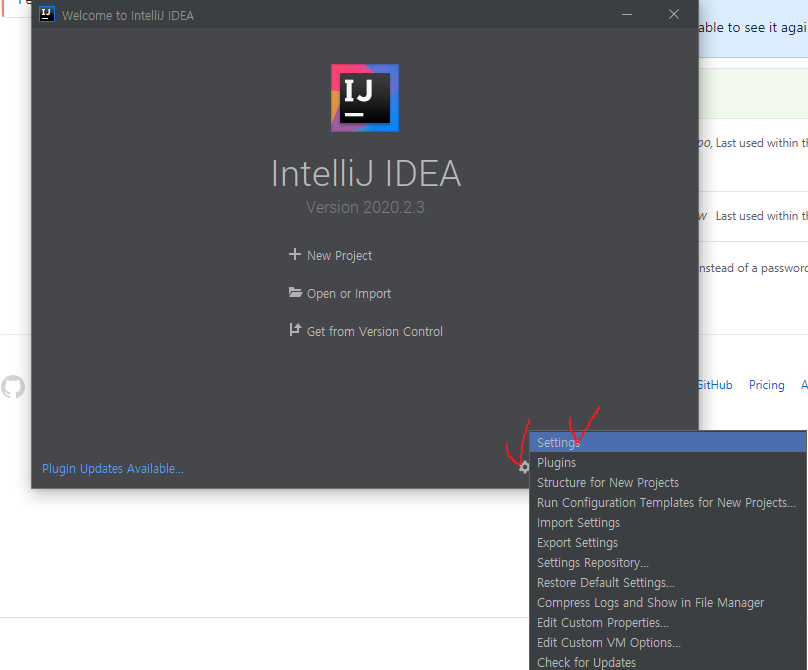 IJ Welcome to IntelliJ IDEA
able to see it agai
IJ
po, Last used within th
IntelliJ IDEA
Version 2020.2.3
w Last used within th
New Project
instead of a password
Open or Import
Get from Version Control
GitHub Pricing A
Settings
Plugin Updates Available...
Plugins
Structure for New Projects
Run Configuration Templates for New Projects...
Import Settings
Export Settings
Settings Repository...
Restore Default Settings...
Compress Logs and Show in File Manager
Edit Custom Properties...
Edit Custom VM Options...
Check for Updates